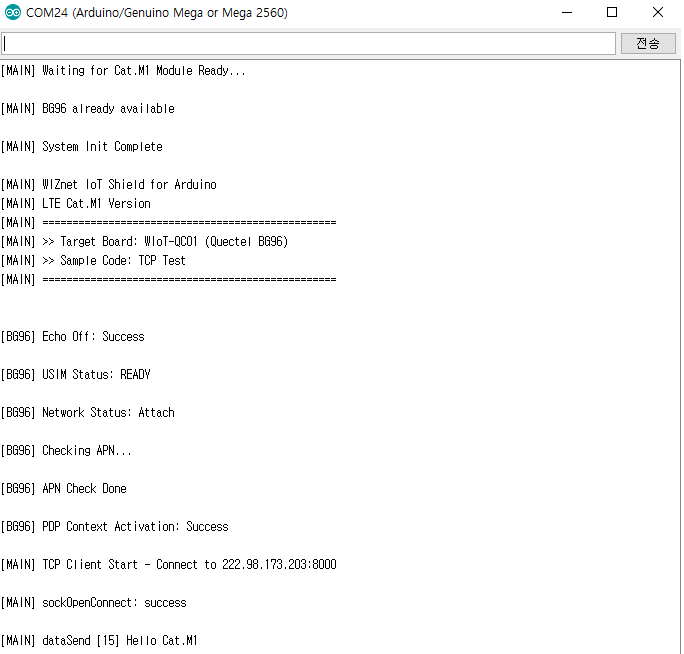 COM24 (Arduino/Genuino Mega or Mega 2560)
전송
[MAIN] Waiting for Cat.M1 Module Ready...
[MAIN] BG96 already available
[MAIN] System Init Complete
[MAIN] WIZnet IoT Shield for Arduino
[MAIN] LTE Cat.M1 Version
[MAIN] =================================================
[MAIN] >> Target Board: WIoT-QC01 (Quectel BG96)
[MAIN] >> Sample Code: TCP Test
[MAIN] =================================================
[BG96] Echo Off: Success
[BG96] USIM Status: READY
[BG96] Network Status: Attach
[BG96] Checking APN...
[BG96] APN Check Done
[BG96] PDP Context Activation: Success
[MAIN] TCP Client Start - Connect to 222.98.173.203:8000
[MAIN] sockOpenConnect: success
[MAIN] dataSend [15] Hello Cat.M1